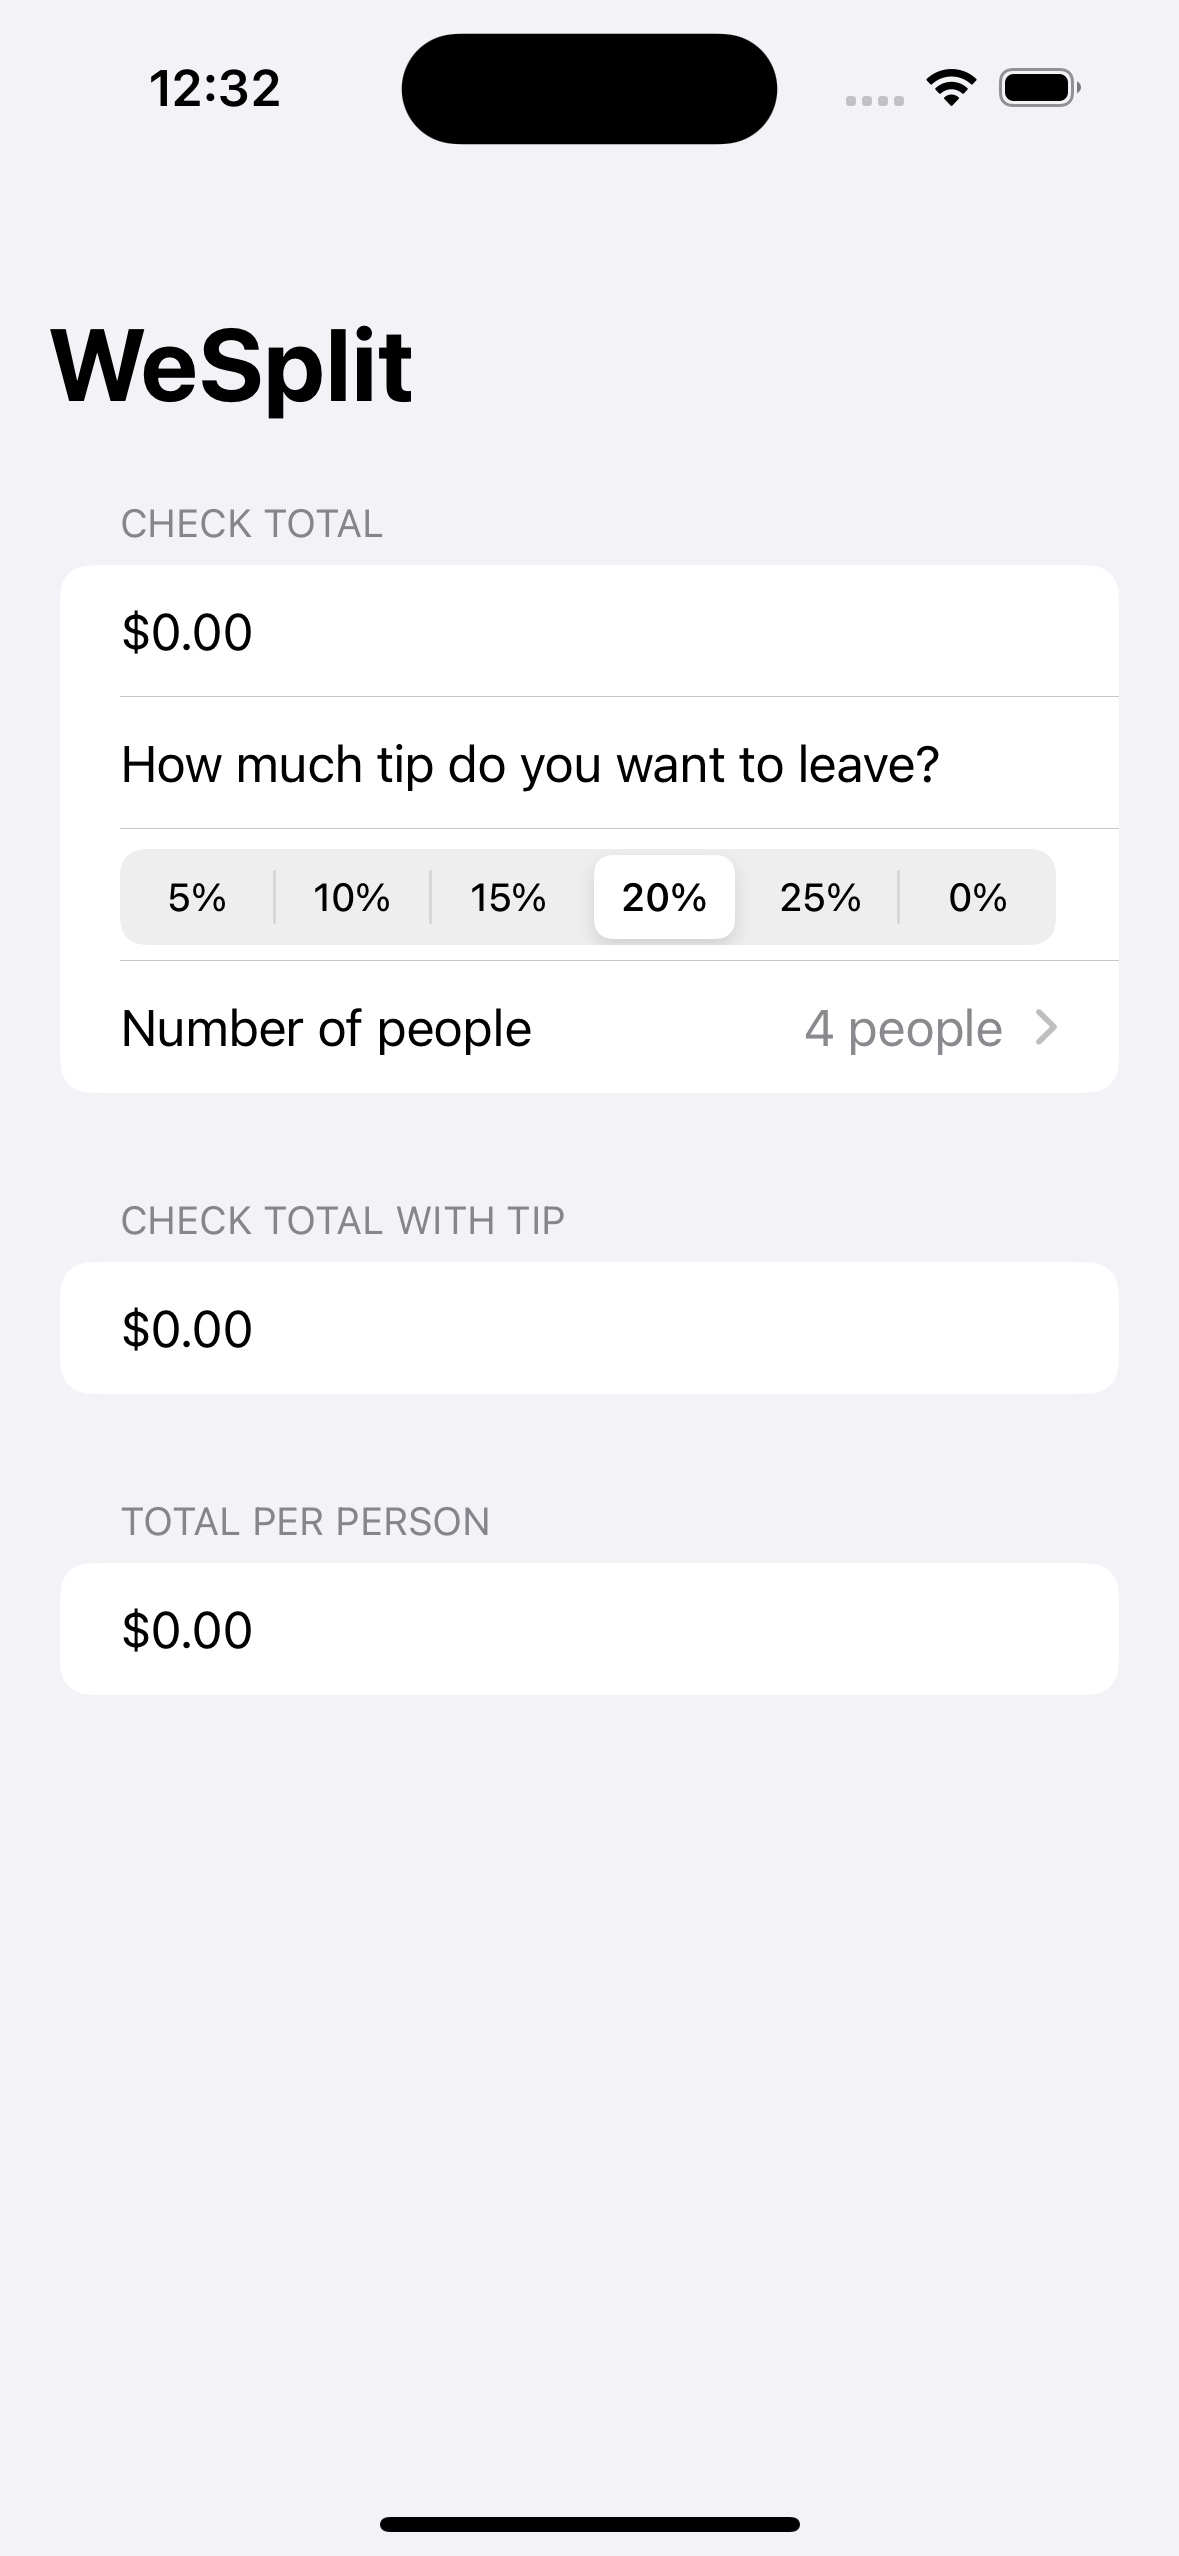 12:32
WeSplit
CHECK TOTAL
$0.00
How much tip do you want to leave?
5% 10% 15% 20% 25% 0%
Number of people 4 people
CHECK TOTAL WITH TIP
$0.00
TOTAL PER PERSON
$0.00